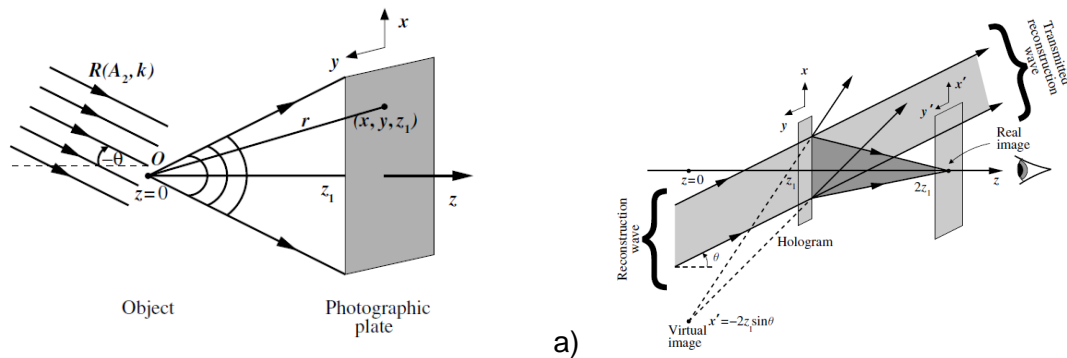 R(A₂, k)
−θ
O
z=0
r
(x, y, z₁)
x
y
z₁
z
Object
Photographic
plate
a)
Reconstruction
wave
θ
z=0
x
y
z₁
Hologram
Virtual
image
x′=−2z₁sinθ
2z₁
x′
y′
Real
image
z
Transmitted
reconstruction
wave